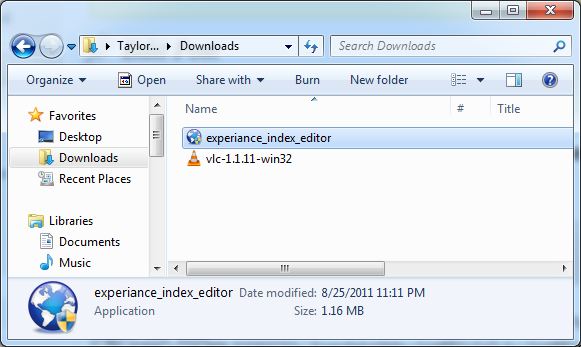 Taylor... Downloads Search Downloads
Organize Open Share with Burn New folder
Name # Title
Favorites
Desktop
Downloads
Recent Places
Libraries
Documents
Music
experiance_index_editor
vlc-1.1.11-win32
experiance_index_editor Date modified: 8/25/2011 11:11 PM
Application Size: 1.16 MB